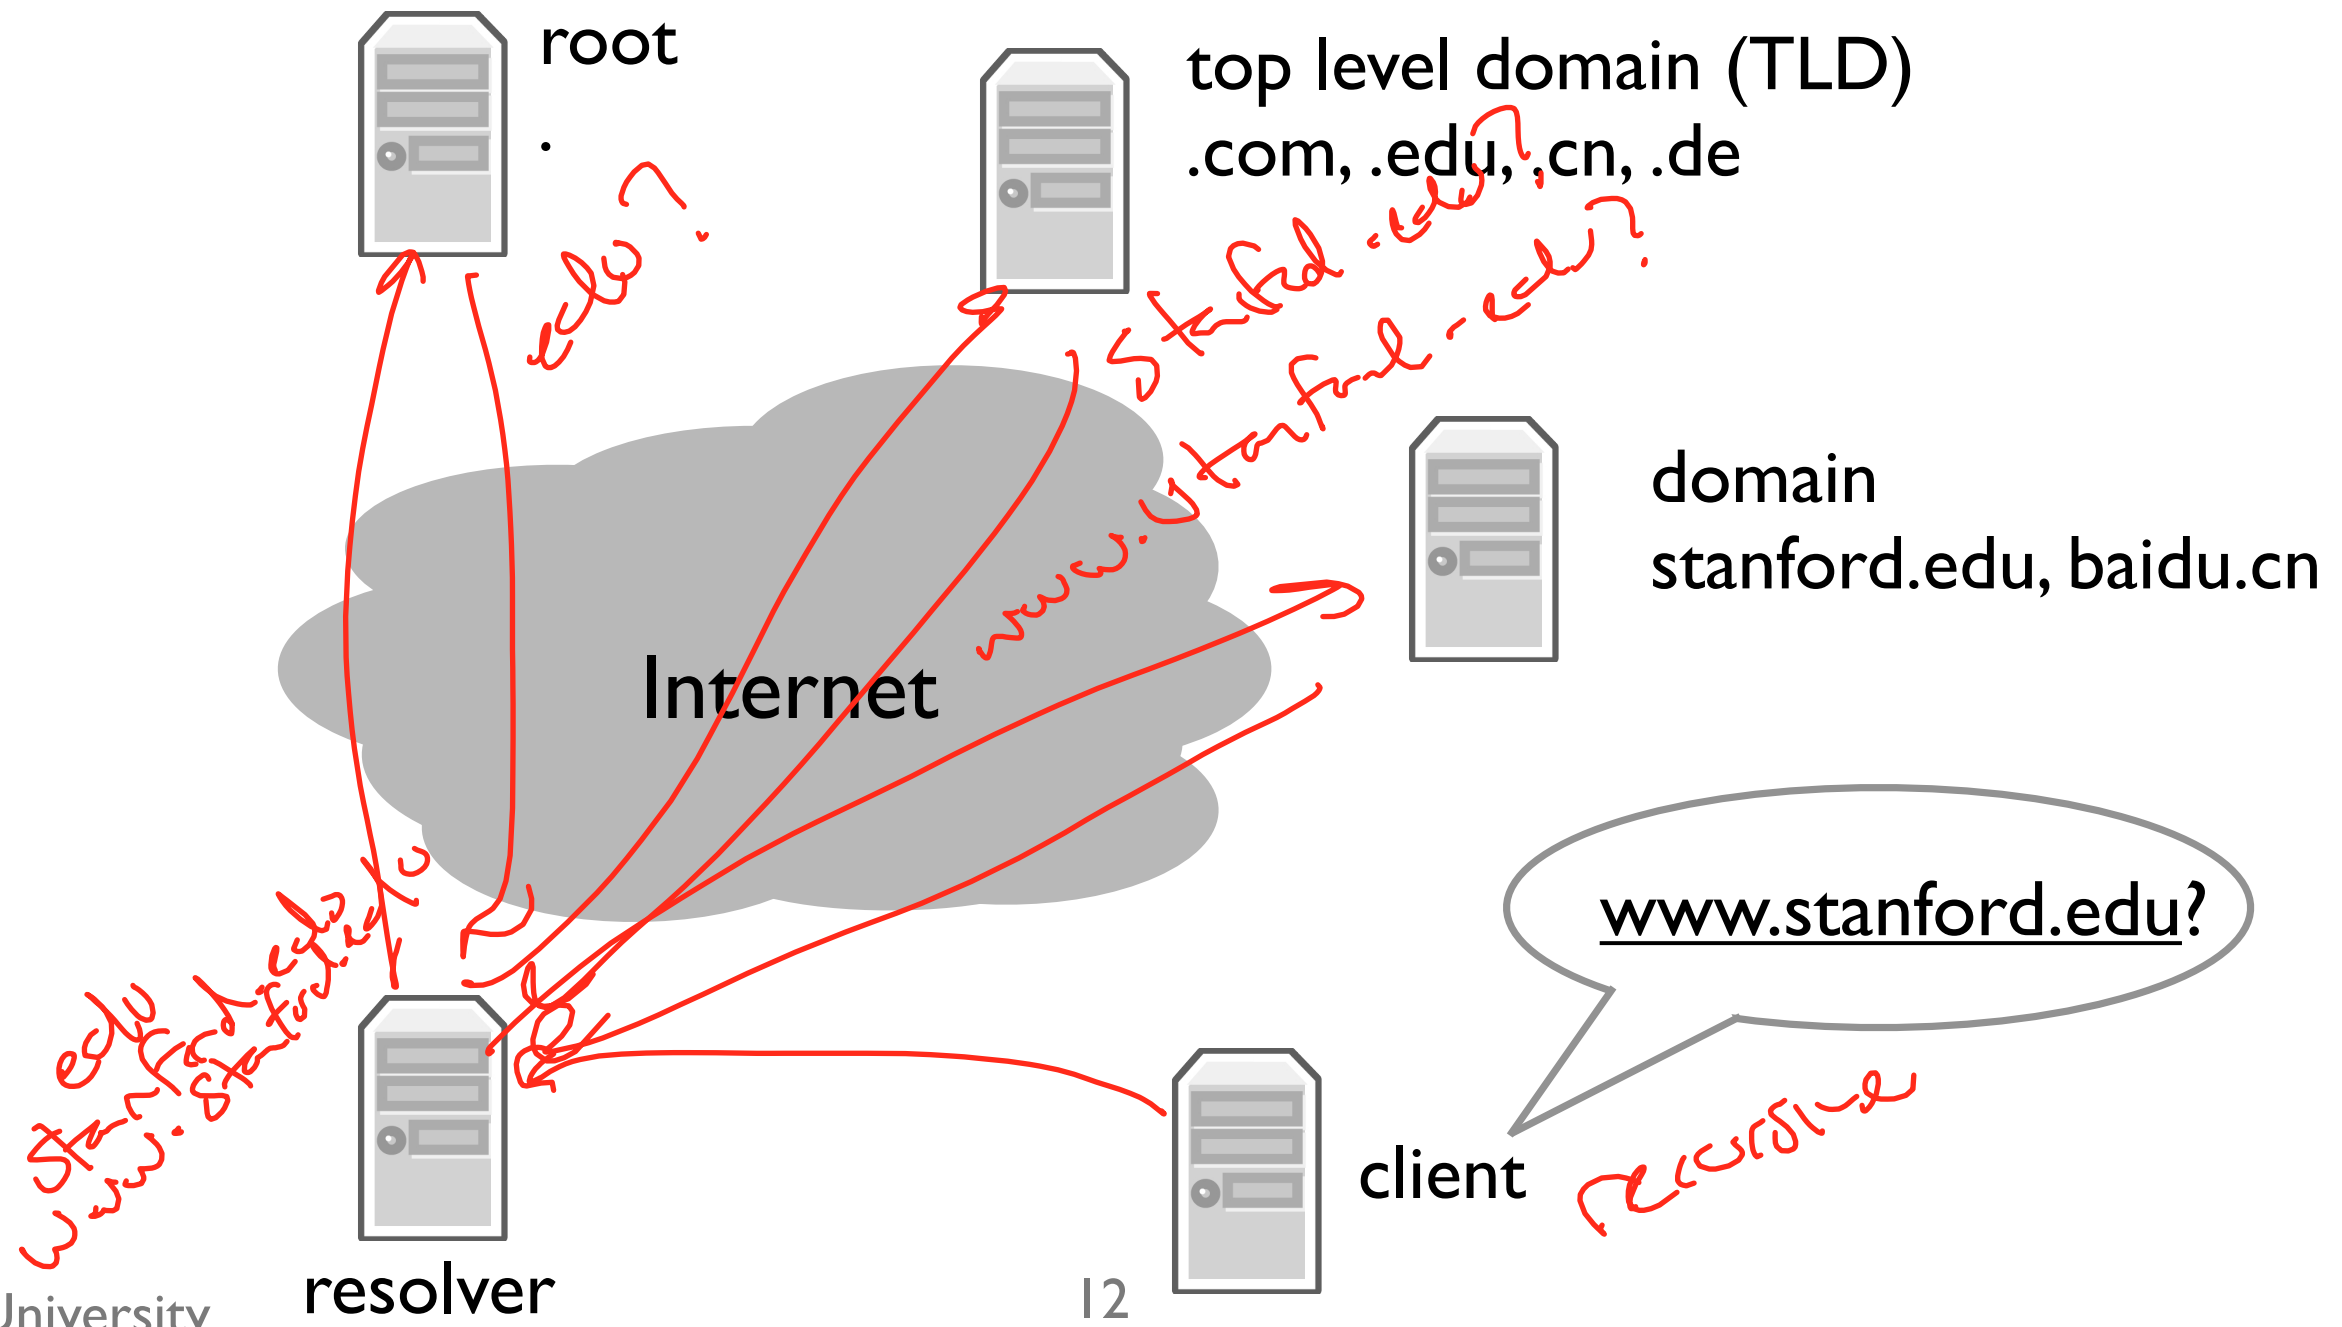 root
.
top level domain (TLD)
.com, .edu, .cn, .de
edu?
stanford.edu?
www.stanford.edu?
domain
stanford.edu, baidu.cn
Internet
www.stanford.edu?
edu
stanford.edu
www.stanford.edu
client
recursive
resolver
12
University